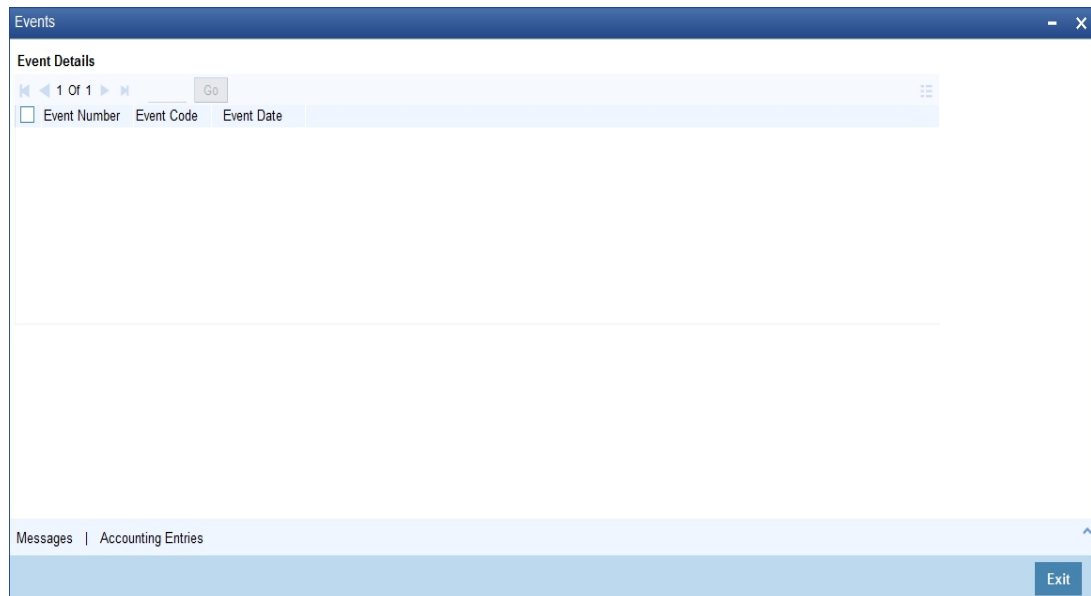 Events
Event Details
1 Of 1 Go
Event Number Event Code Event Date
Messages | Accounting Entries
Exit